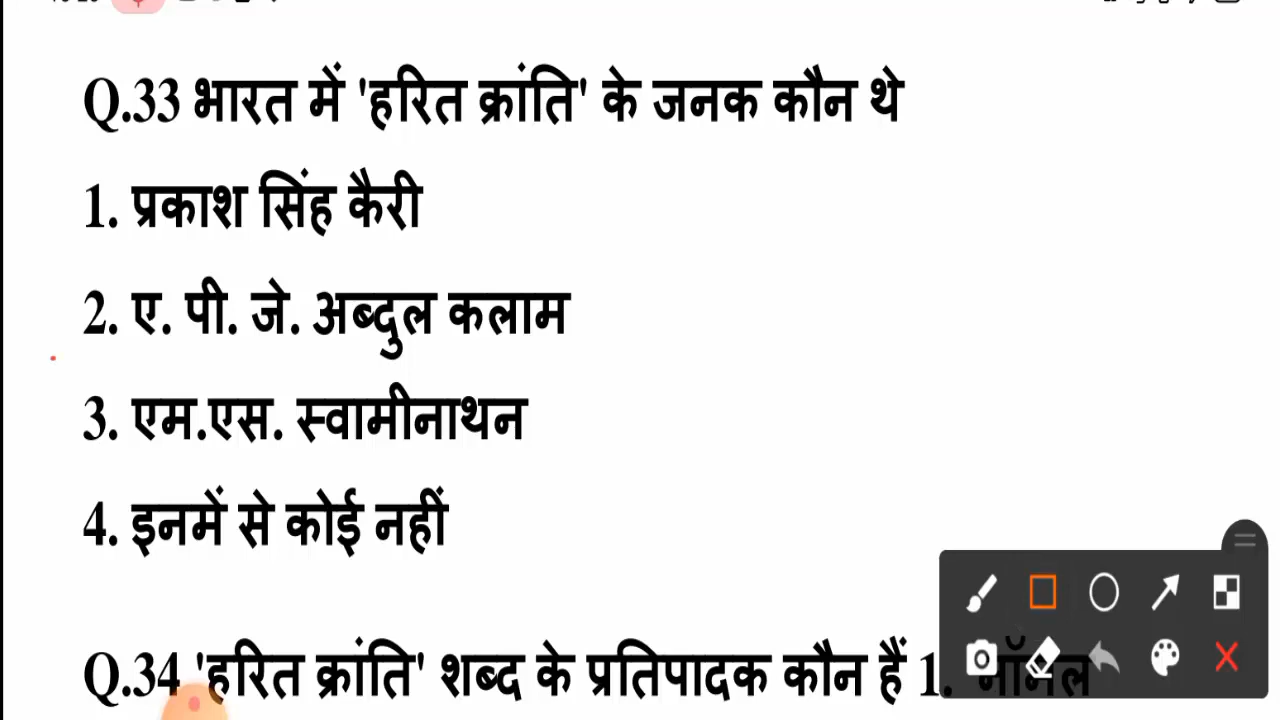 Q.33 भारत में 'हरित क्रांति' के जनक कौन थे
1. प्रकाश सिंह कैरी
2. ए. पी. जे. अब्दुल कलाम
3. एम.एस. स्वामीनाथन
4. इनमें से कोई नहीं
Q.34 'हरित क्रांति' शब्द के प्रतिपादक कौन हैं 1.